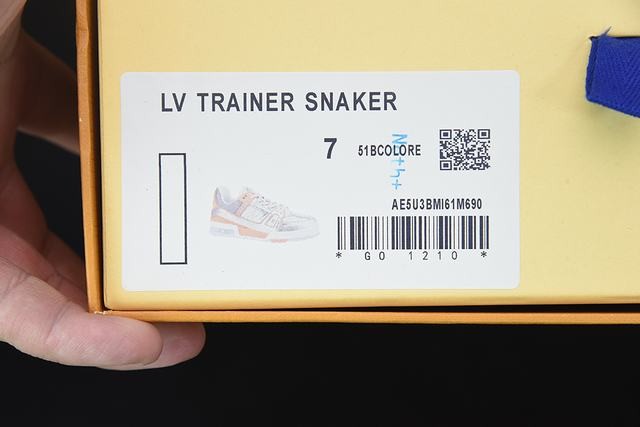 LV TRAINER SNAKER
7 51BCOLORE
AE5U3BMI61M690
* G0 1210 *